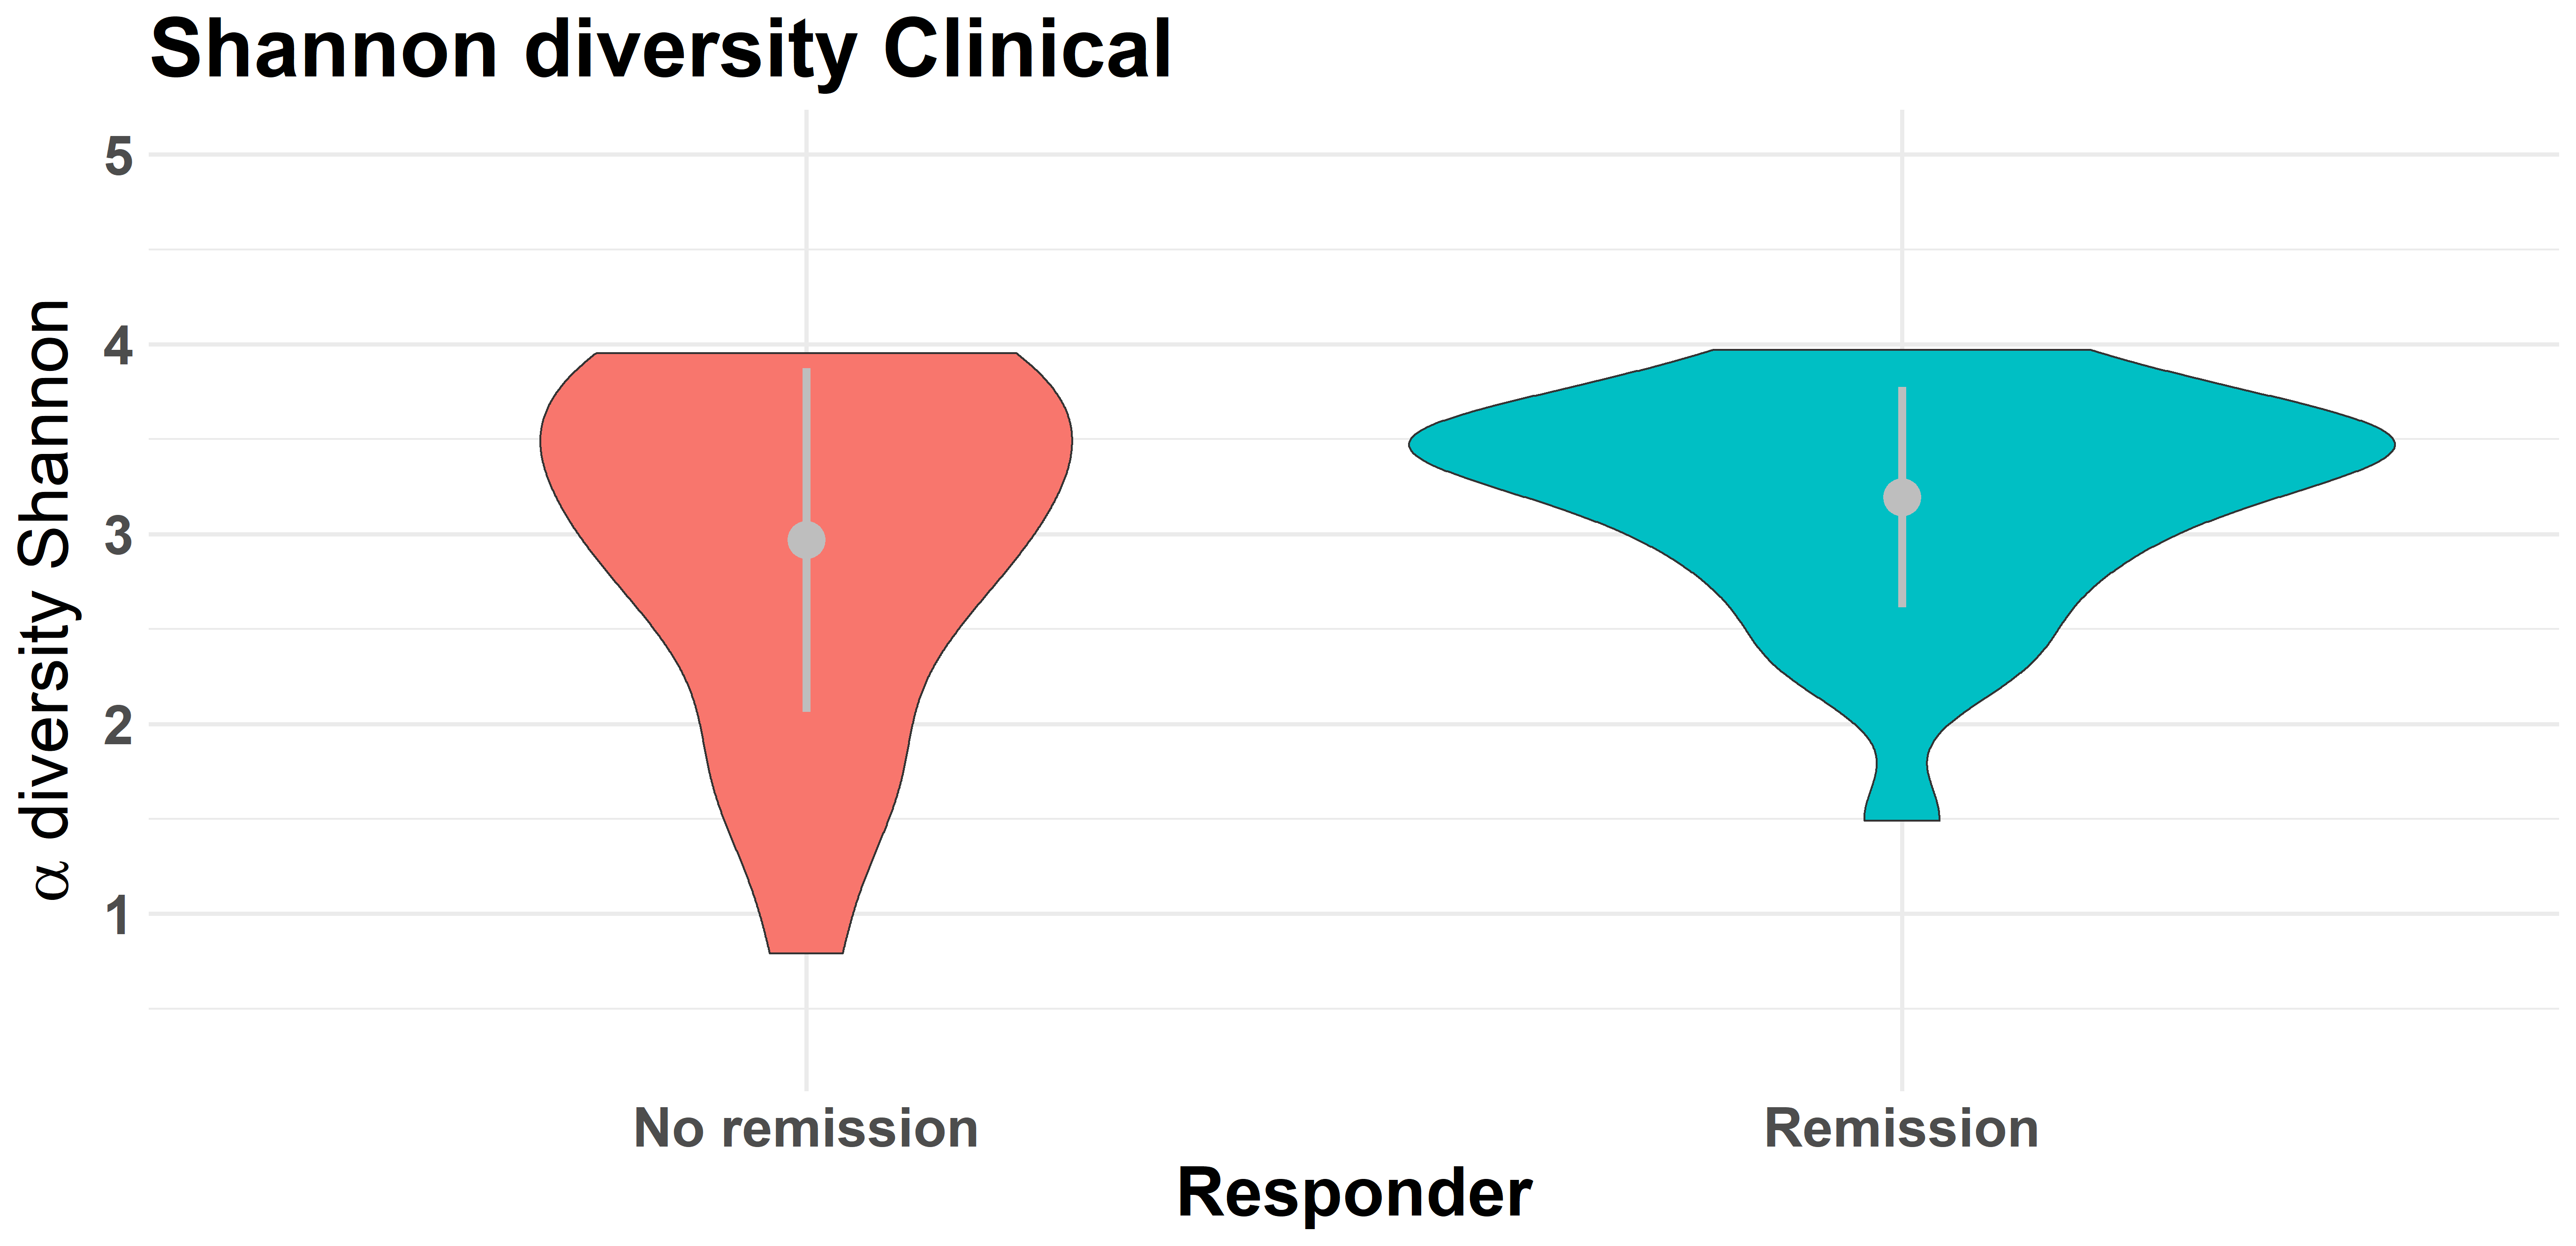 Shannon diversity Clinical
α diversity Shannon
5
4
3
2
1
No remission
Remission
Responder